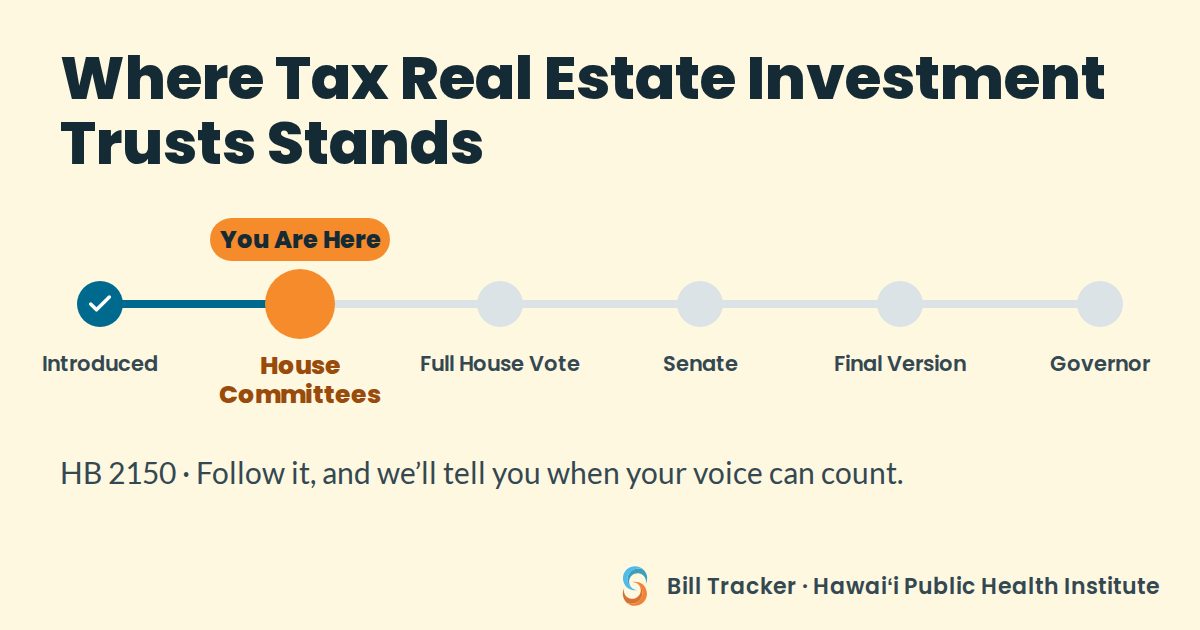 Where Tax Real Estate Investment
Trusts Stands
You Are Here
Introduced
House
Committees
Full House Vote
Senate
Final Version
Governor
HB 2150 · Follow it, and we’ll tell you when your voice can count.
Bill Tracker · Hawaiʻi Public Health Institute